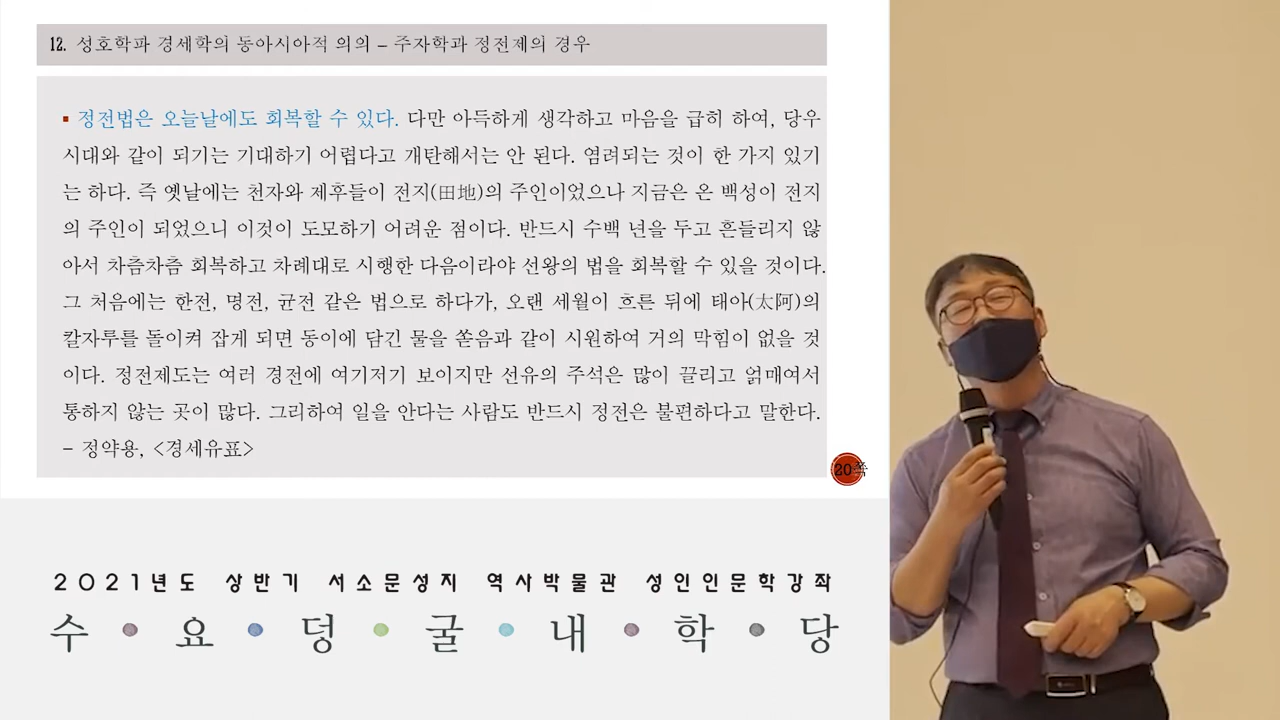 12. 성호학파 경세학의 동아시아적 의의 – 주자학과 정전제의 경우
▪ 정전법은 오늘날에도 회복할 수 있다. 다만 아득하게 생각하고 마음을 급히 하여, 당우
시대와 같이 되기는 기대하기 어렵다고 개탄해서는 안 된다. 염려되는 것이 한 가지 있기
는 하다. 즉 옛날에는 천자와 제후들이 전지(田地)의 주인이었으나 지금은 온 백성이 전지
의 주인이 되었으니 이것이 도모하기 어려운 점이다. 반드시 수백 년을 두고 흔들리지 않
아서 차츰차츰 회복하고 차례대로 시행한 다음이라야 선왕의 법을 회복할 수 있을 것이다.
그 처음에는 한전, 명전, 균전 같은 법으로 하다가, 오랜 세월이 흐른 뒤에 태아(太阿)의
칼자루를 돌이켜 잡게 되면 동이에 담긴 물을 쏟음과 같이 시원하여 거의 막힘이 없을 것
이다. 정전제도는 여러 경전에 여기저기 보이지만 선유의 주석은 많이 끌리고 얽매여서
통하지 않는 곳이 많다. 그리하여 일을 안다는 사람도 반드시 정전은 불편하다고 말한다.
– 정약용, <경세유표>
20쪽
2021년도 상반기 서소문성지 역사박물관 성인인문학강좌
수•요•덩•굴•내•학•당